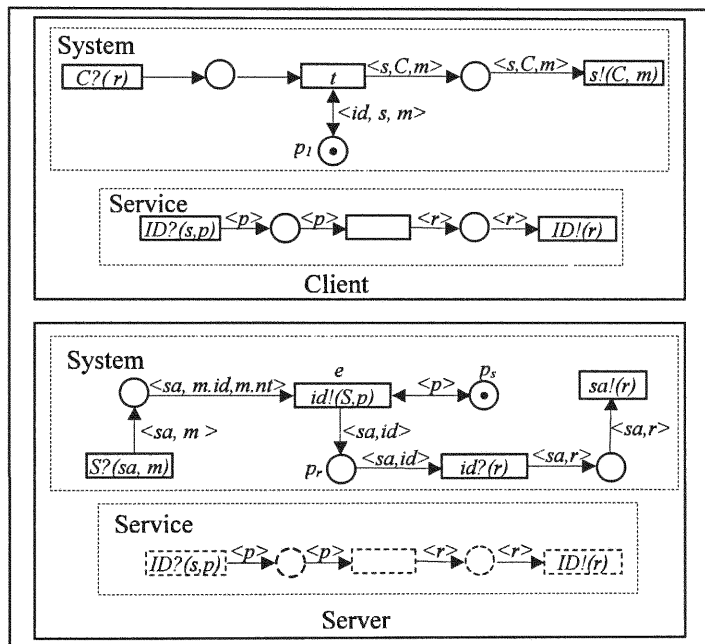 System
C?(r)
t
<s,C,m>
<s,C,m>
s!(C, m)
<id, s, m>
p1
Service
ID?(s,p)
<p>
<p>
<r>
<r>
ID!(r)
Client
System
e
ps
sa!(r)
<sa, m.id,m.nt>
id!(S,p)
<p>
<sa, m >
<sa,id>
<sa,r>
S?(sa, m)
pr
<sa,id>
id?(r)
<sa,r>
Service
ID?(s,p)
<p>
<p>
<r>
<r>
ID!(r)
Server